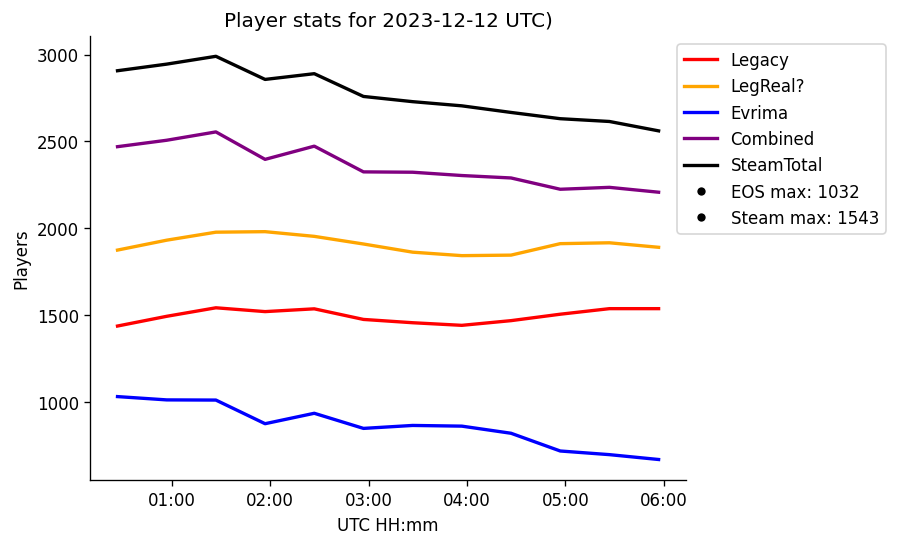 Player stats for 2023-12-12 UTC)
3000
2500
2000
1500
1000
Players
01:00 02:00 03:00 04:00 05:00 06:00
UTC HH:mm
Legacy
LegReal?
Evrima
Combined
SteamTotal
EOS max: 1032
Steam max: 1543